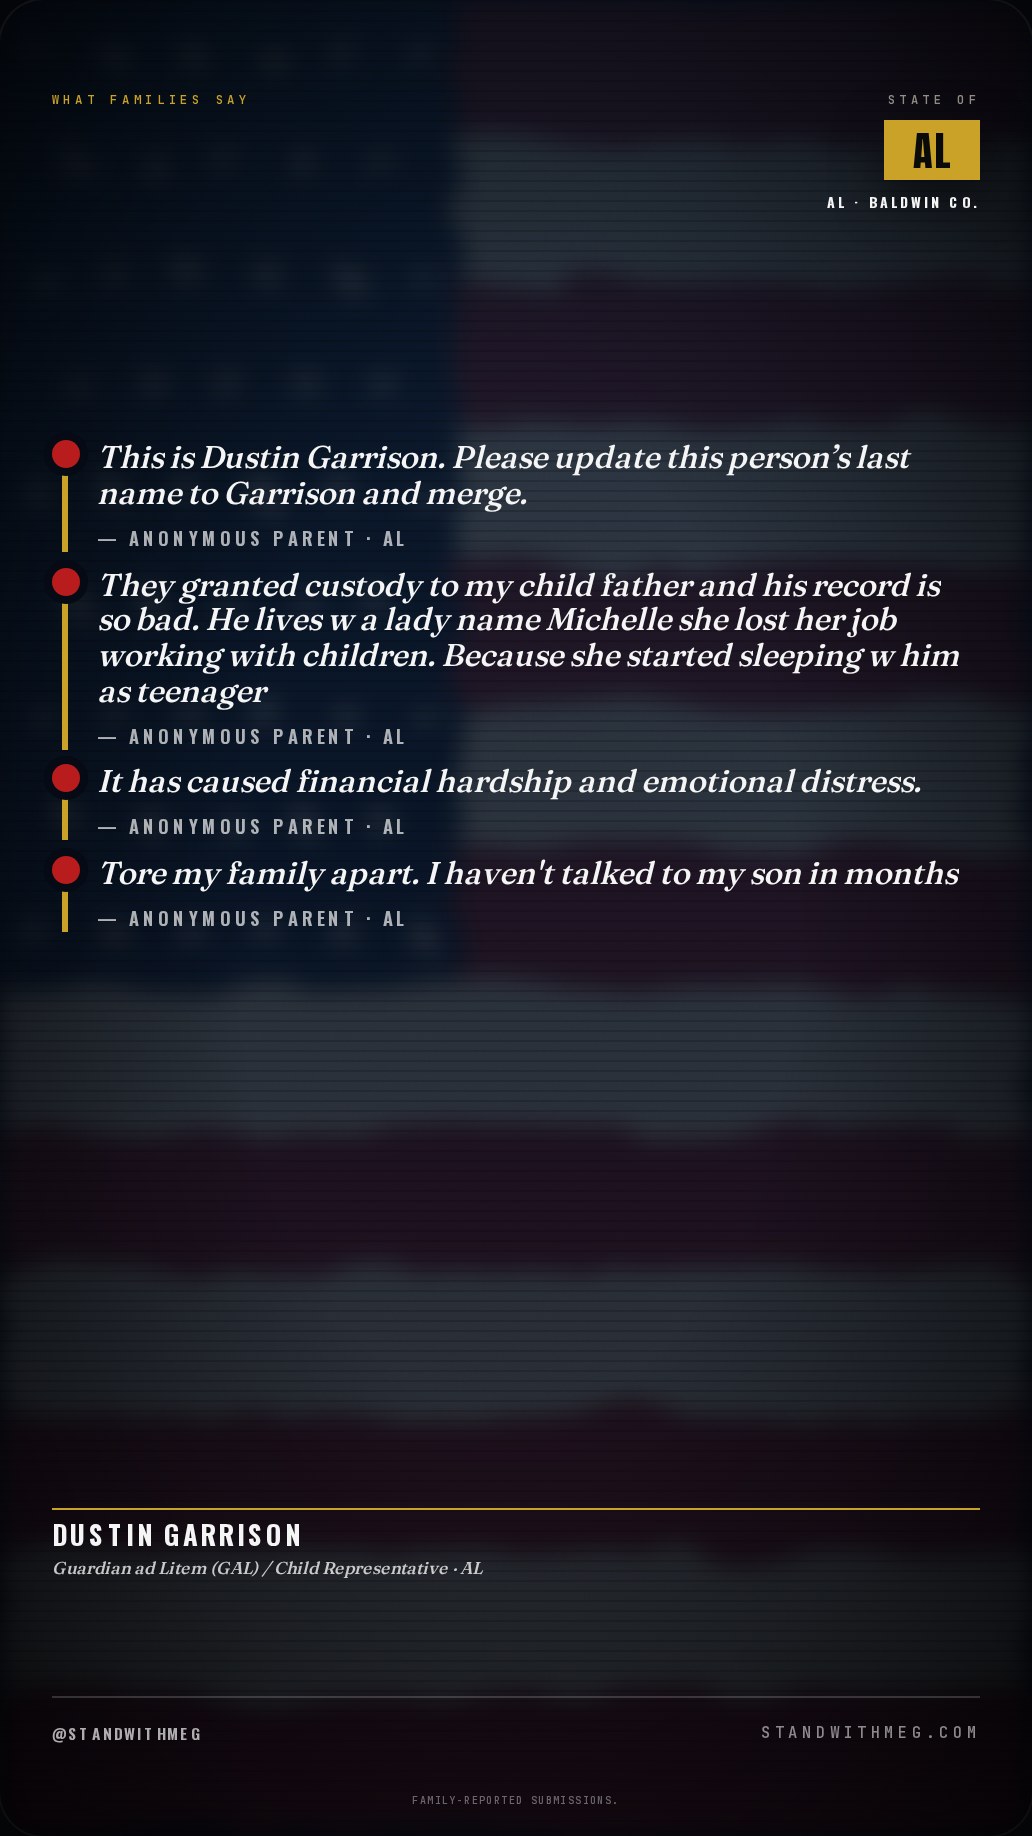 WHAT FAMILIES SAY
STATE OF
AL
AL · BALDWIN CO.
This is Dustin Garrison. Please update this person’s last
name to Garrison and merge.
— ANONYMOUS PARENT · AL
They granted custody to my child father and his record is
so bad. He lives w a lady name Michelle she lost her job
working with children. Because she started sleeping w him
as teenager
— ANONYMOUS PARENT · AL
It has caused financial hardship and emotional distress.
— ANONYMOUS PARENT · AL
Tore my family apart. I haven't talked to my son in months
— ANONYMOUS PARENT · AL
DUSTIN GARRISON
Guardian ad Litem (GAL) / Child Representative · AL
@STANDWITHMEG
STANDWITHMEG.COM
FAMILY-REPORTED SUBMISSIONS.